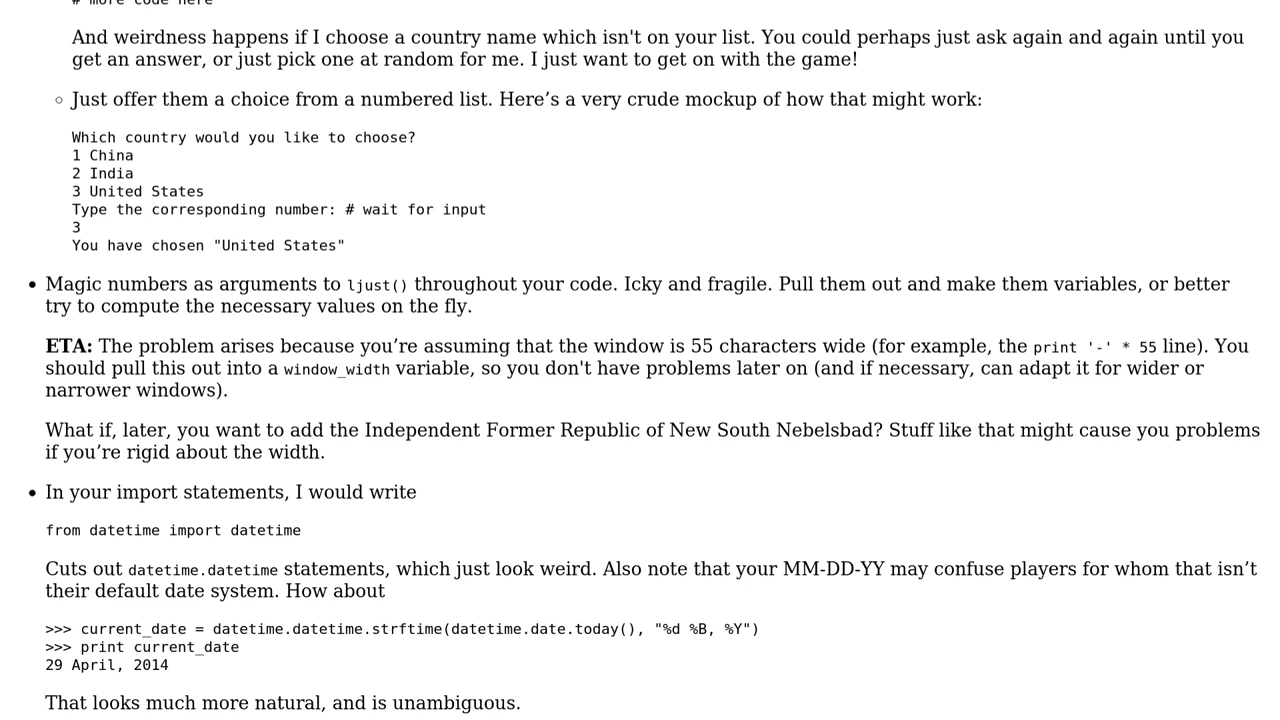 # more code here
And weirdness happens if I choose a country name which isn't on your list. You could perhaps just ask again and again until you
get an answer, or just pick one at random for me. I just want to get on with the game!
Just offer them a choice from a numbered list. Here’s a very crude mockup of how that might work:
Which country would you like to choose?
1 China
2 India
3 United States
Type the corresponding number: # wait for input
3
You have chosen "United States"
Magic numbers as arguments to ljust() throughout your code. Icky and fragile. Pull them out and make them variables, or better
try to compute the necessary values on the fly.
ETA: The problem arises because you’re assuming that the window is 55 characters wide (for example, the print '-' * 55 line). You
should pull this out into a window_width variable, so you don't have problems later on (and if necessary, can adapt it for wider or
narrower windows).
What if, later, you want to add the Independent Former Republic of New South Nebelsbad? Stuff like that might cause you problems
if you’re rigid about the width.
In your import statements, I would write
from datetime import datetime
Cuts out datetime.datetime statements, which just look weird. Also note that your MM-DD-YY may confuse players for whom that isn’t
their default date system. How about
>>> current_date = datetime.datetime.strftime(datetime.date.today(), "%d %B, %Y")
>>> print current_date
29 April, 2014
That looks much more natural, and is unambiguous.